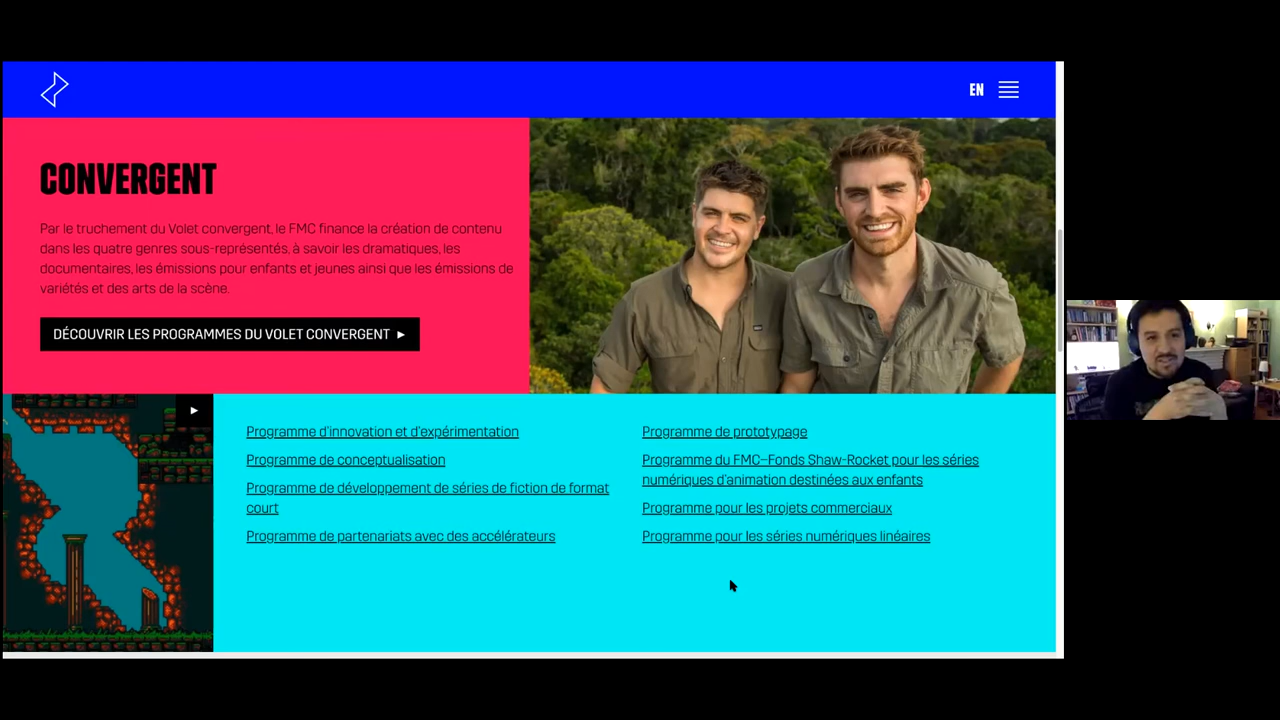 EN
CONVERGENT
Par le truchement du Volet convergent, le FMC finance la création de contenu
dans les quatre genres sous-représentés, à savoir les dramatiques, les
documentaires, les émissions pour enfants et jeunes ainsi que les émissions de
variétés et des arts de la scène.
DÉCOUVRIR LES PROGRAMMES DU VOLET CONVERGENT ►
Programme d'innovation et d'expérimentation
Programme de conceptualisation
Programme de développement de séries de fiction de format
court
Programme de partenariats avec des accélérateurs
Programme de prototypage
Programme du FMC–Fonds Shaw-Rocket pour les séries
numériques d'animation destinées aux enfants
Programme pour les projets commerciaux
Programme pour les séries numériques linéaires